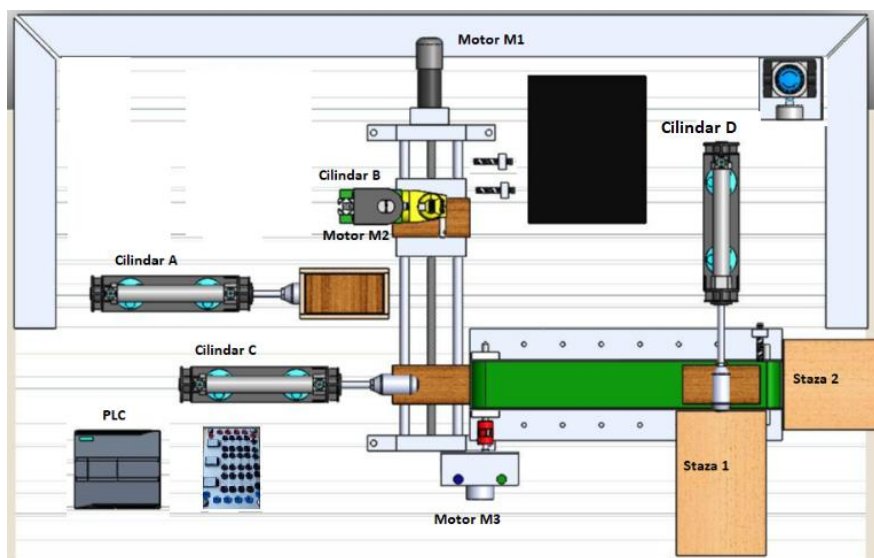 Motor M1
Cilindar D
Cilindar B
Motor M2
Cilindar A
Cilindar C
Staza 2
PLC
Staza 1
Motor M3